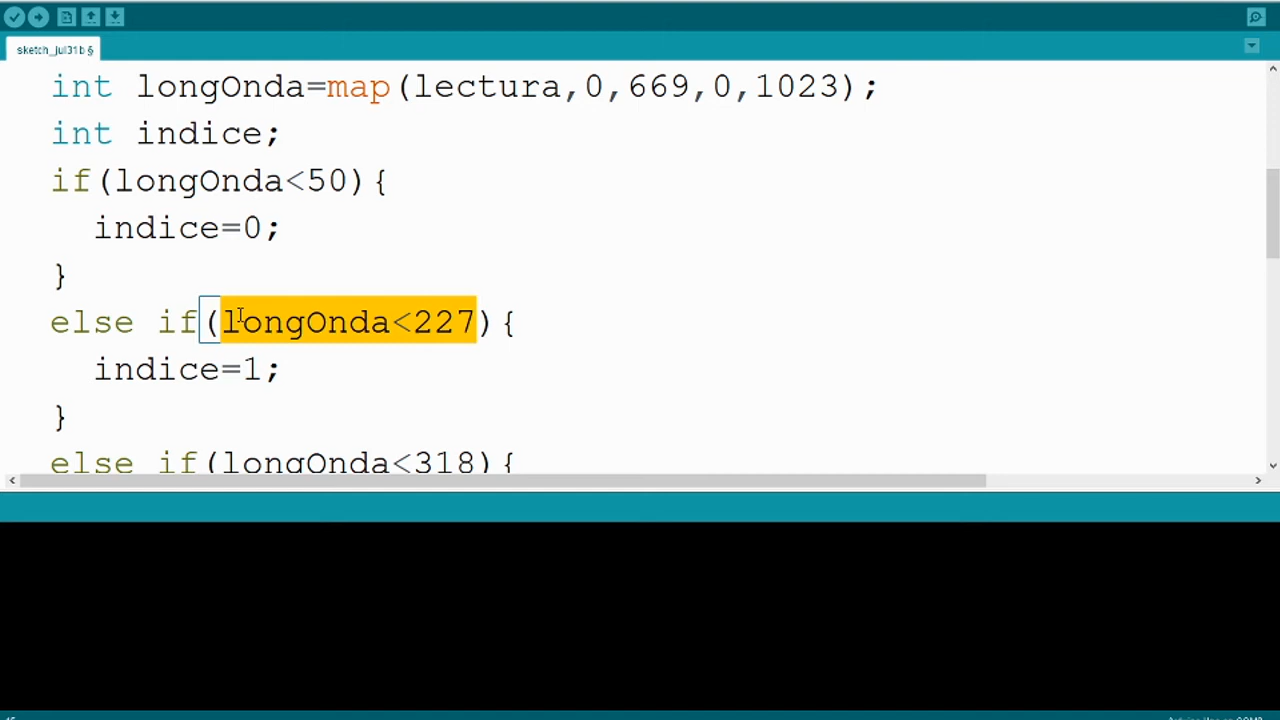 sketch_jul31b §
int longOnda=map(lectura,0,669,0,1023);
int indice;
if(longOnda<50){
indice=0;
}
else if(longOnda<227){
indice=1;
}
else if(longOnda<318){